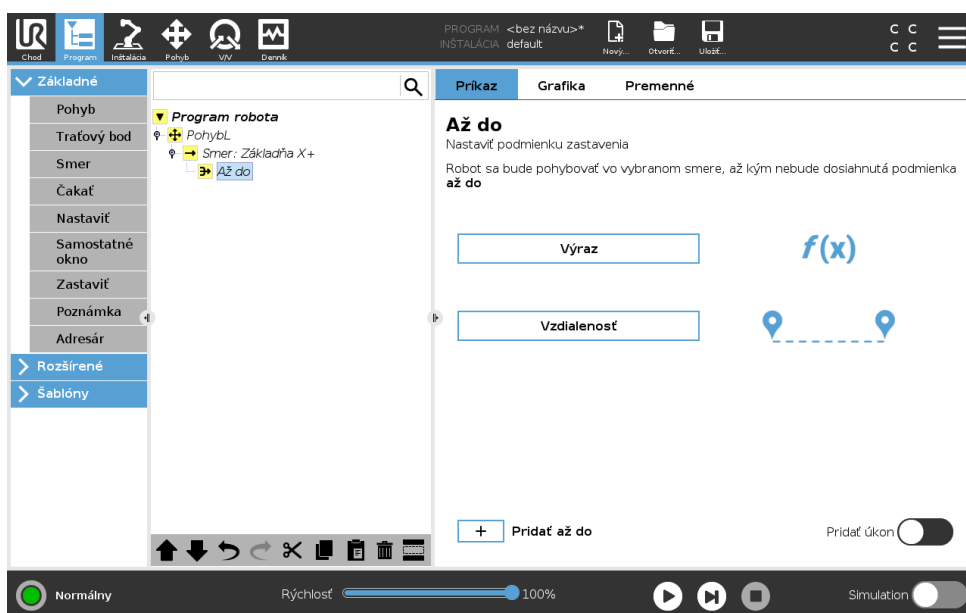 PROGRAM <bez názvu>*
INŠTALÁCIA default
Chod
Program
Inštalácia
Pohyb
V/V
Denník
Nový...
Otvoriť...
Uložiť...
C C
C C
Základné
Pohyb
Traťový bod
Smer
Čakať
Nastaviť
Samostatné
okno
Zastaviť
Poznámka
Adresár
Rozšírené
Šablóny
Program robota
PohybL
Smer: Základňa X+
Až do
Príkaz
Grafika
Premenné
Až do
Nastaviť podmienku zastavenia
Robot sa bude pohybovať vo vybranom smere, až kým nebude dosiahnutá podmienka
až do
Výraz
f(x)
Vzdialenosť
+ Pridať až do
Pridať úkon
Normálny
Rýchlosť
100%
Simulation